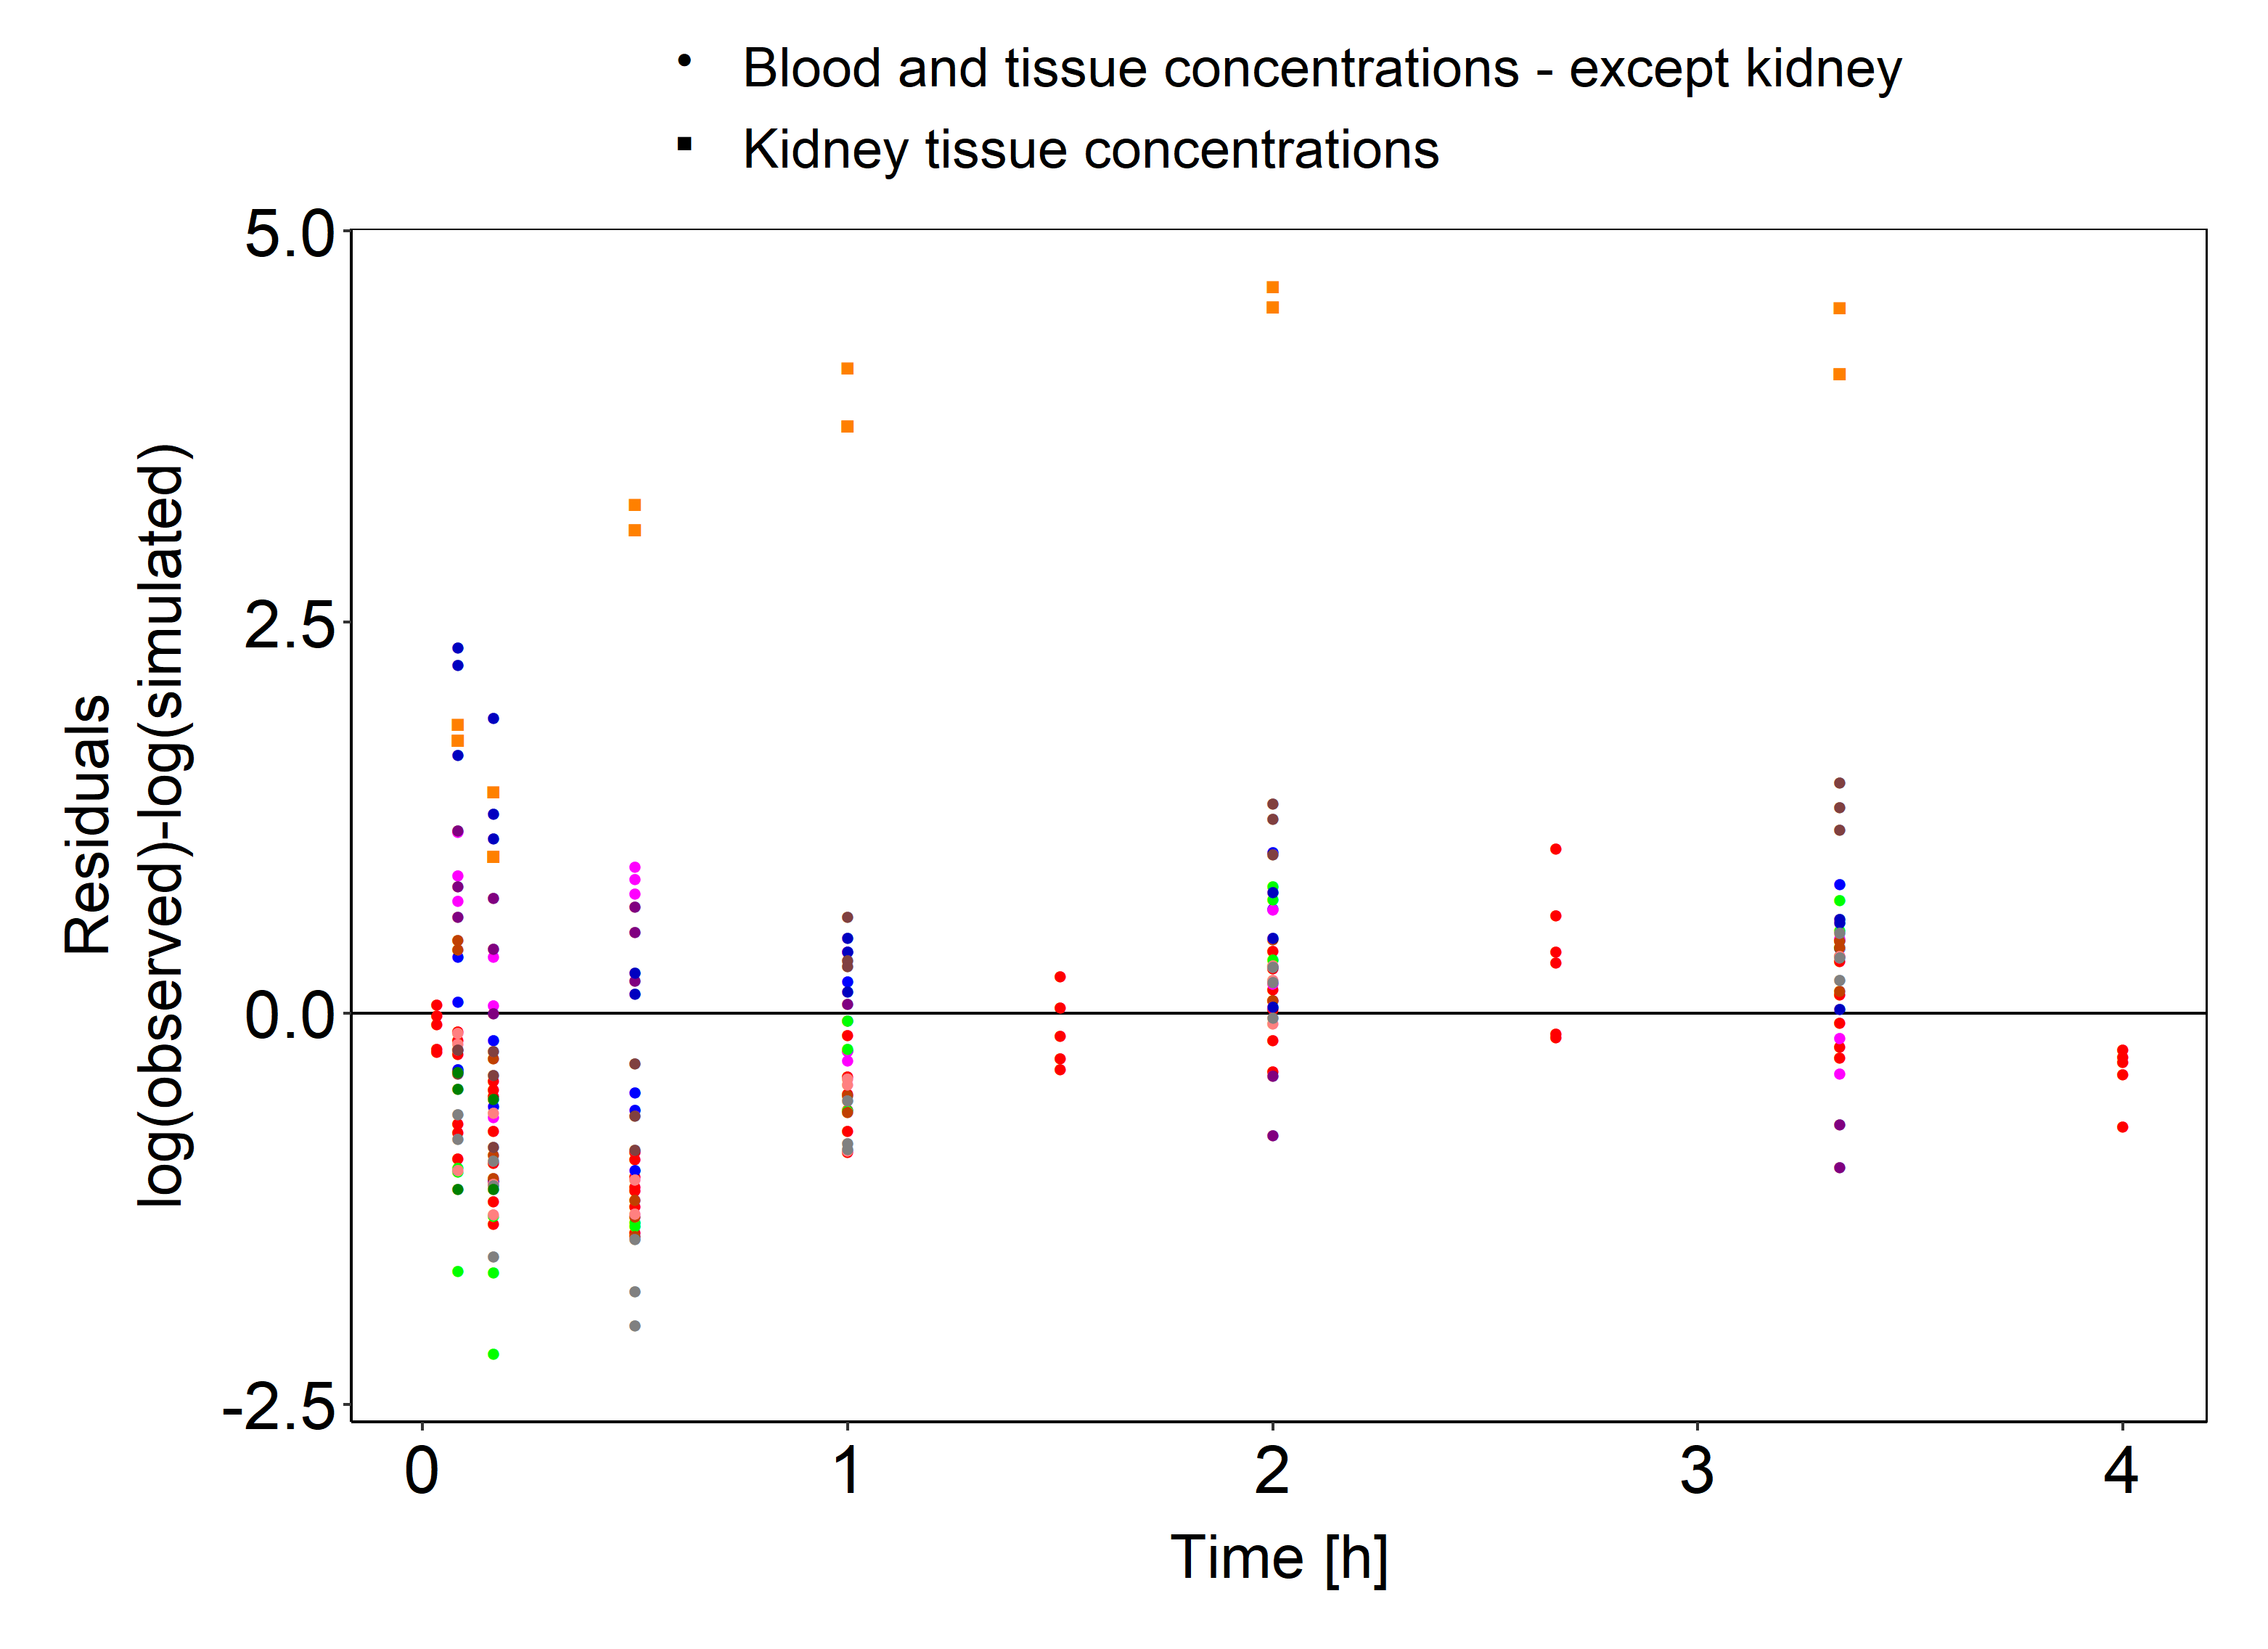 Blood and tissue concentrations - except kidney
Kidney tissue concentrations
Residuals
log(observed)-log(simulated)
5.0
2.5
0.0
-2.5
0 1 2 3 4
Time [h]